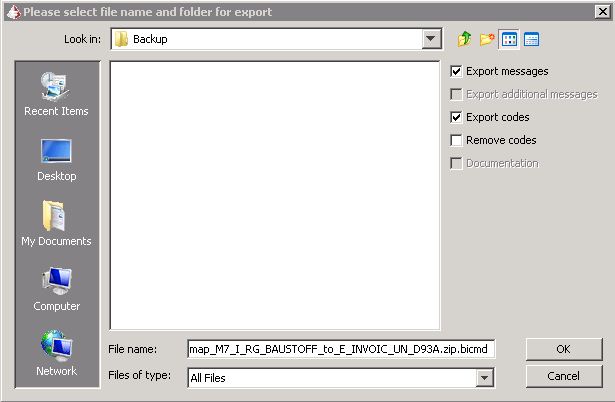 Please select file name and folder for export
Look in: Backup
Export messages
Export additional messages
Export codes
Remove codes
Documentation
Recent Items
Desktop
My Documents
Computer
Network
File name: map_M7_I_RG_BAUSTOFF_to_E_INVOIC_UN_D93A.zip.bicmd
OK
Files of type: All Files
Cancel